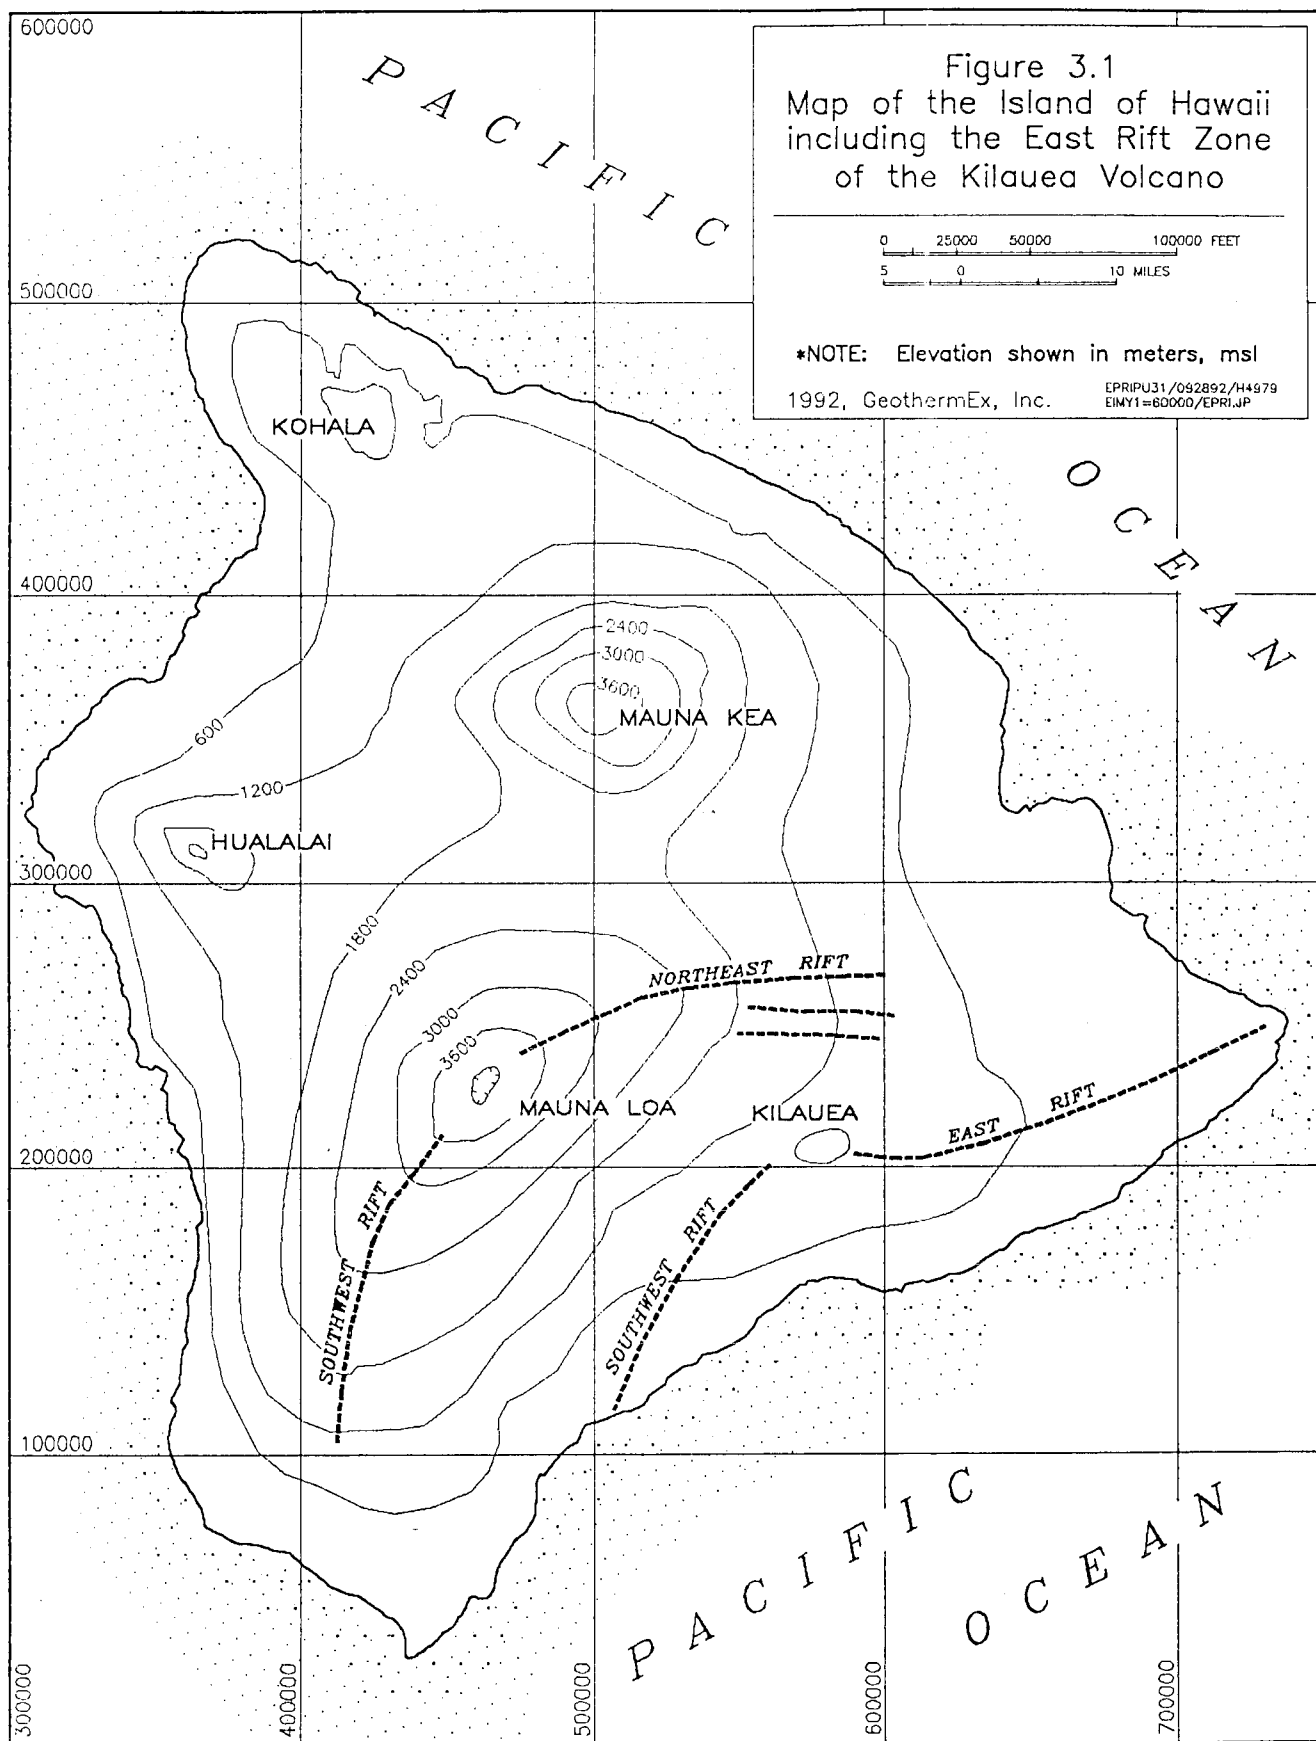 600000
PACIFIC
Figure 3.1
Map of the Island of Hawaii
including the East Rift Zone
of the Kilauea Volcano
0 25000 50000 100000 FEET
5 0 10 MILES
*NOTE: Elevation shown in meters, msl
1992, GeothermEx, Inc.
EPRIPU31/092892/H4979
EIMY1=60000/EPRI.JP
500000
KOHALA
OCEAN
400000
2400
3000
3600
MAUNA KEA
600
1200
HUALALAI
300000
1800
2400
NORTHEAST RIFT
3000
3600
MAUNA LOA
KILAUEA
EAST RIFT
200000
SOUTHWEST RIFT
SOUTHWEST RIFT
100000
PACIFIC
OCEAN
300000
400000
500000
600000
700000